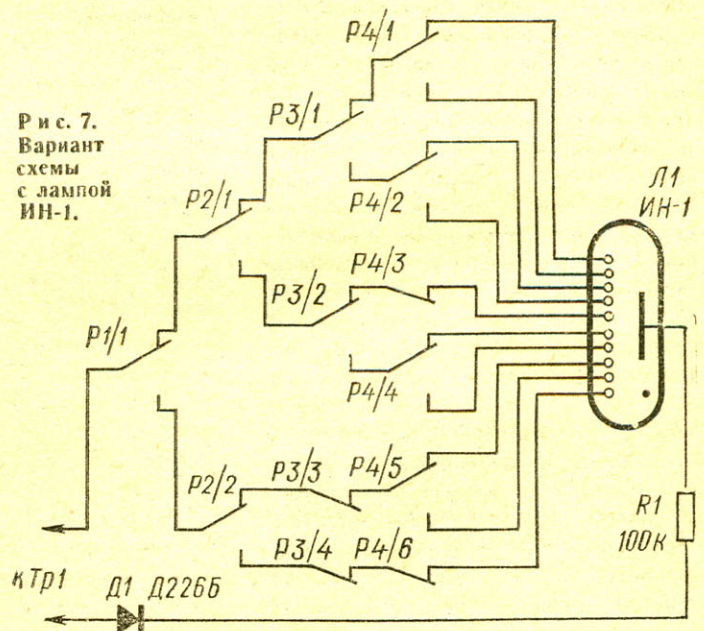 Рис. 7.
Вариант
схемы
с лампой
ИН-1.
Р4/1
Р3/1
Р4/2
Р2/1
Р4/3
Р3/2
Р1/1
Р4/4
Р2/2
Р3/3
Р4/5
Р3/4
Р4/6
Л1
ИН-1
R1
100к
кТр1
Д1 Д226Б